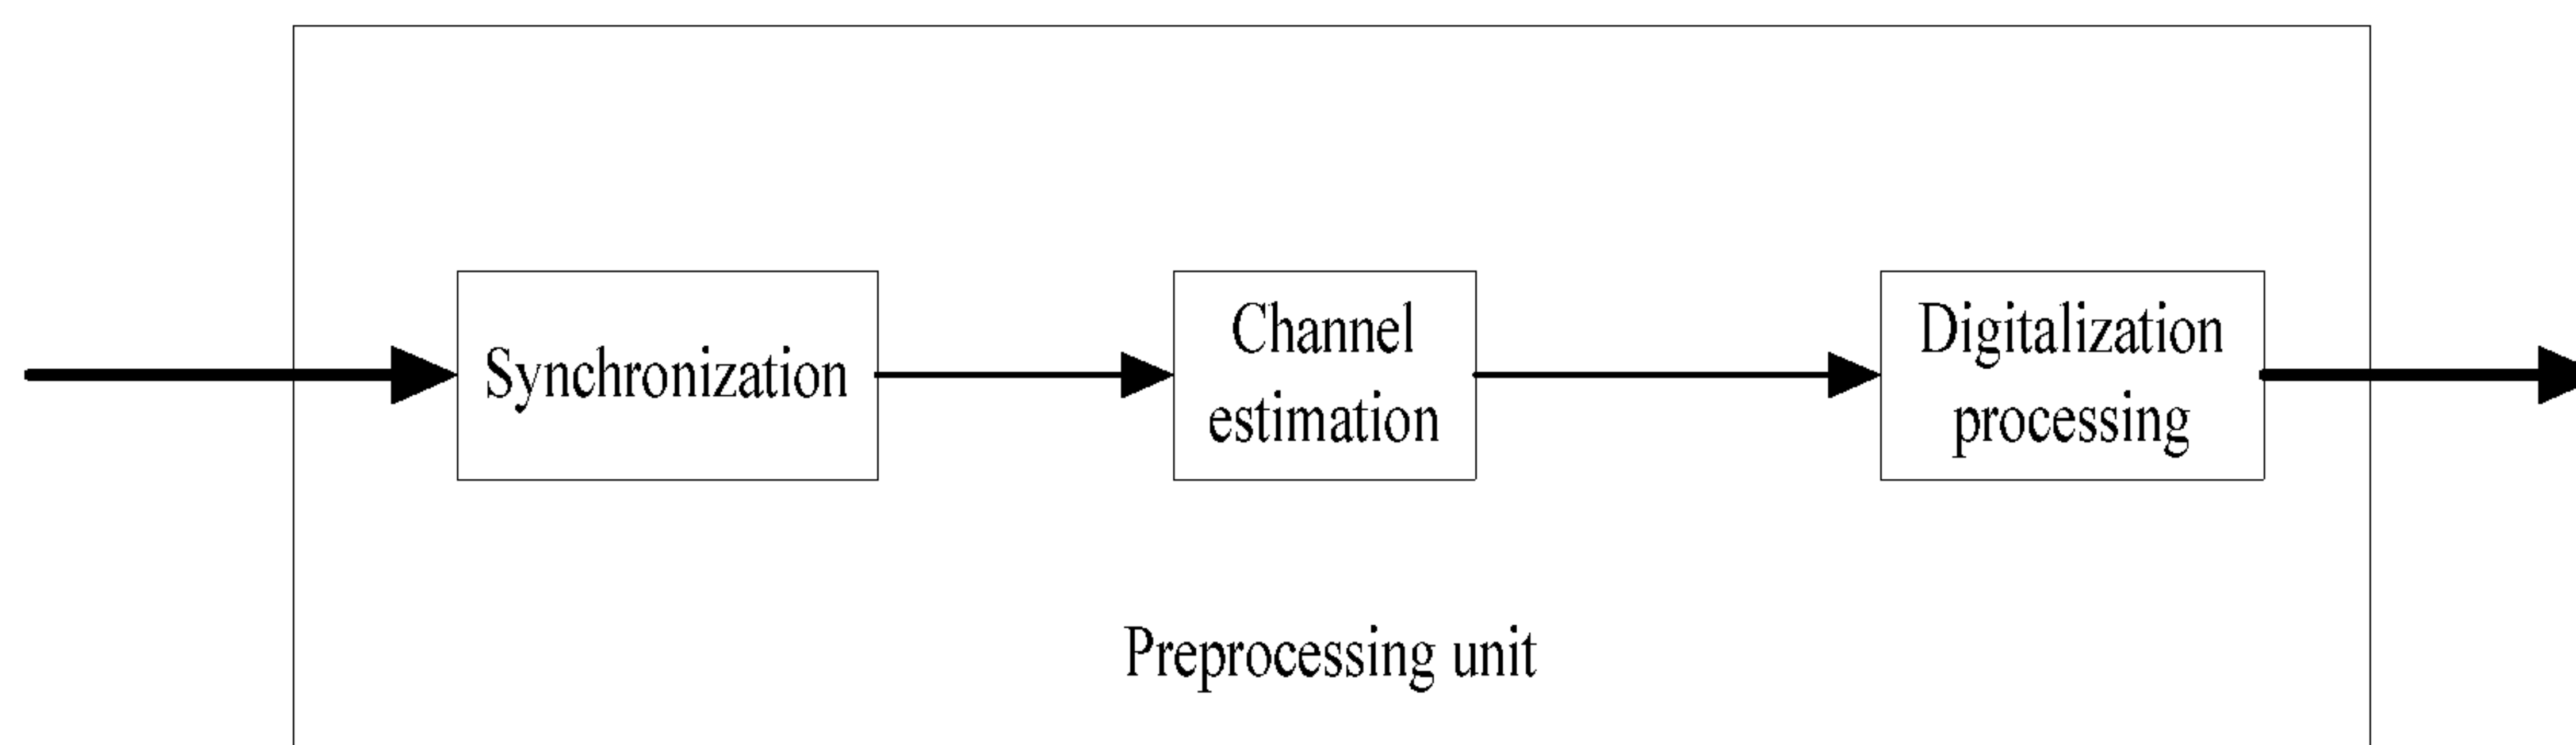 Synchronization
Channel
estimation
Digitalization
processing
Preprocessing unit